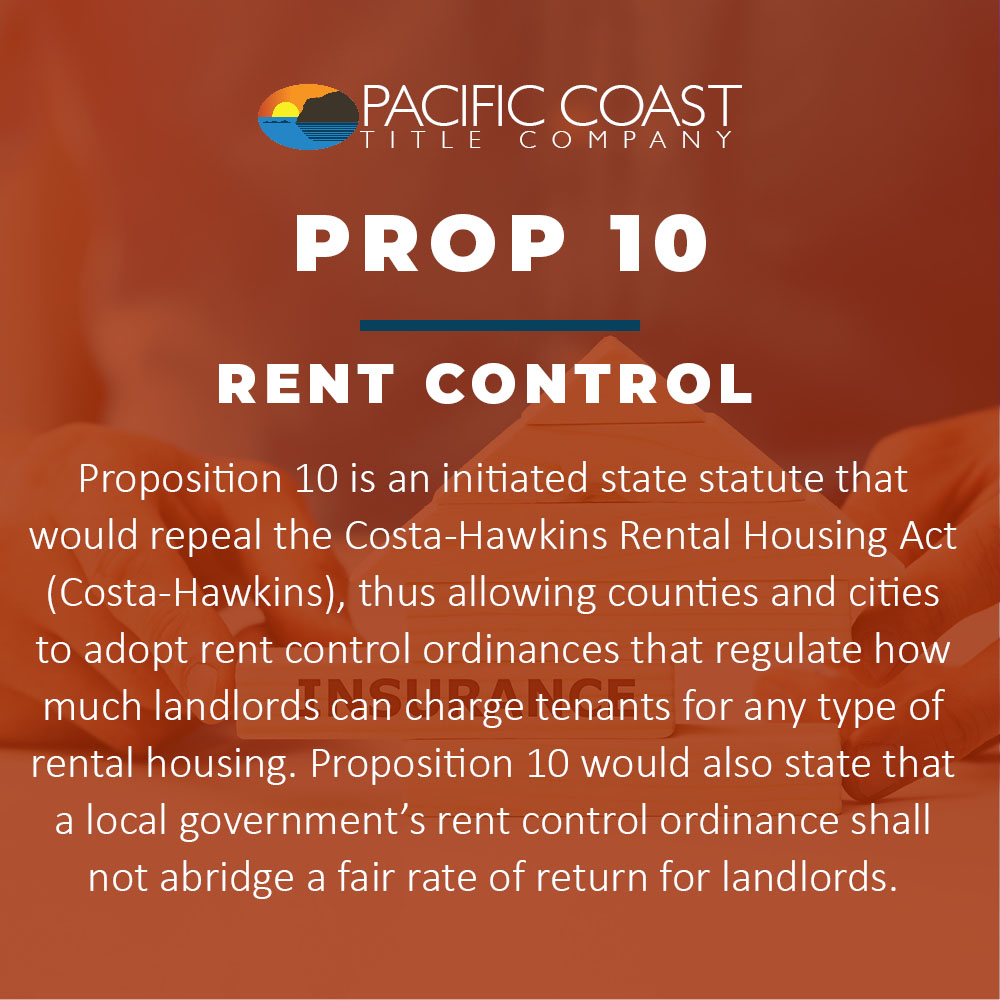 PACIFIC COAST
TITLE COMPANY
PROP 10
RENT CONTROL
Proposition 10 is an initiated state statute that
would repeal the Costa-Hawkins Rental Housing Act
(Costa-Hawkins), thus allowing counties and cities
to adopt rent control ordinances that regulate how
INSURANCE
much landlords can charge tenants for any type of
rental housing. Proposition 10 would also state that
a local government’s rent control ordinance shall
not abridge a fair rate of return for landlords.